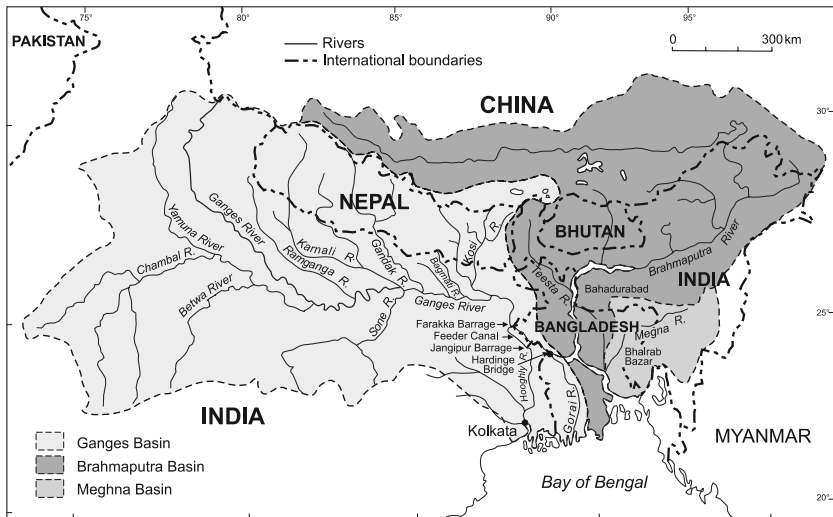 75°
80°
85°
90°
95°
PAKISTAN
Rivers
International boundaries
0 300 km
CHINA
30°
NEPAL
BHUTAN
Yamuna River
Ganges River
Karnali R.
Ramganga R.
Gandak R.
Bagmati R.
Kosi R.
Teesta R.
Brahmaputra River
INDIA
Chambal R.
Betwa River
Sone R.
Ganges River
Bahadurabad
BANGLADESH
Megna R.
25°
Farakka Barrage
Feeder Canal
Jangipur Barrage
Hardinge
Bridge
Bhalrab
Bazar
Hooghly R.
Gorai R.
INDIA
Kolkata
MYANMAR
Ganges Basin
Brahmaputra Basin
Meghna Basin
Bay of Bengal
20°